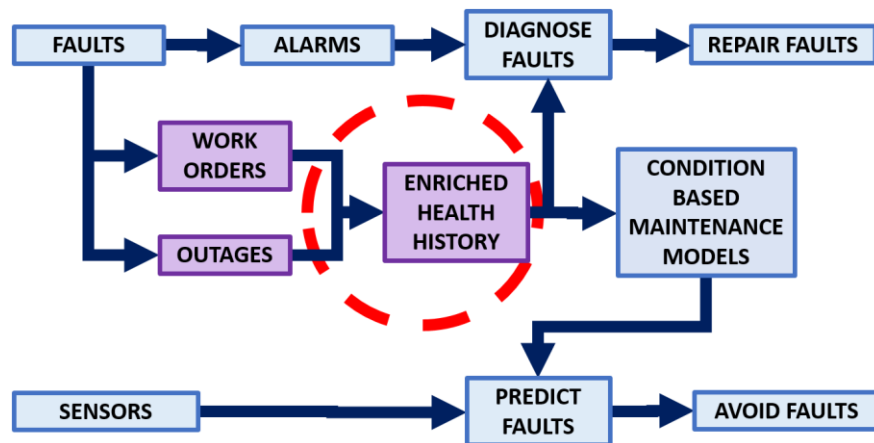 FAULTS
ALARMS
DIAGNOSE
FAULTS
REPAIR FAULTS
WORK
ORDERS
ENRICHED
HEALTH
HISTORY
CONDITION
BASED
MAINTENANCE
MODELS
OUTAGES
SENSORS
PREDICT
FAULTS
AVOID FAULTS